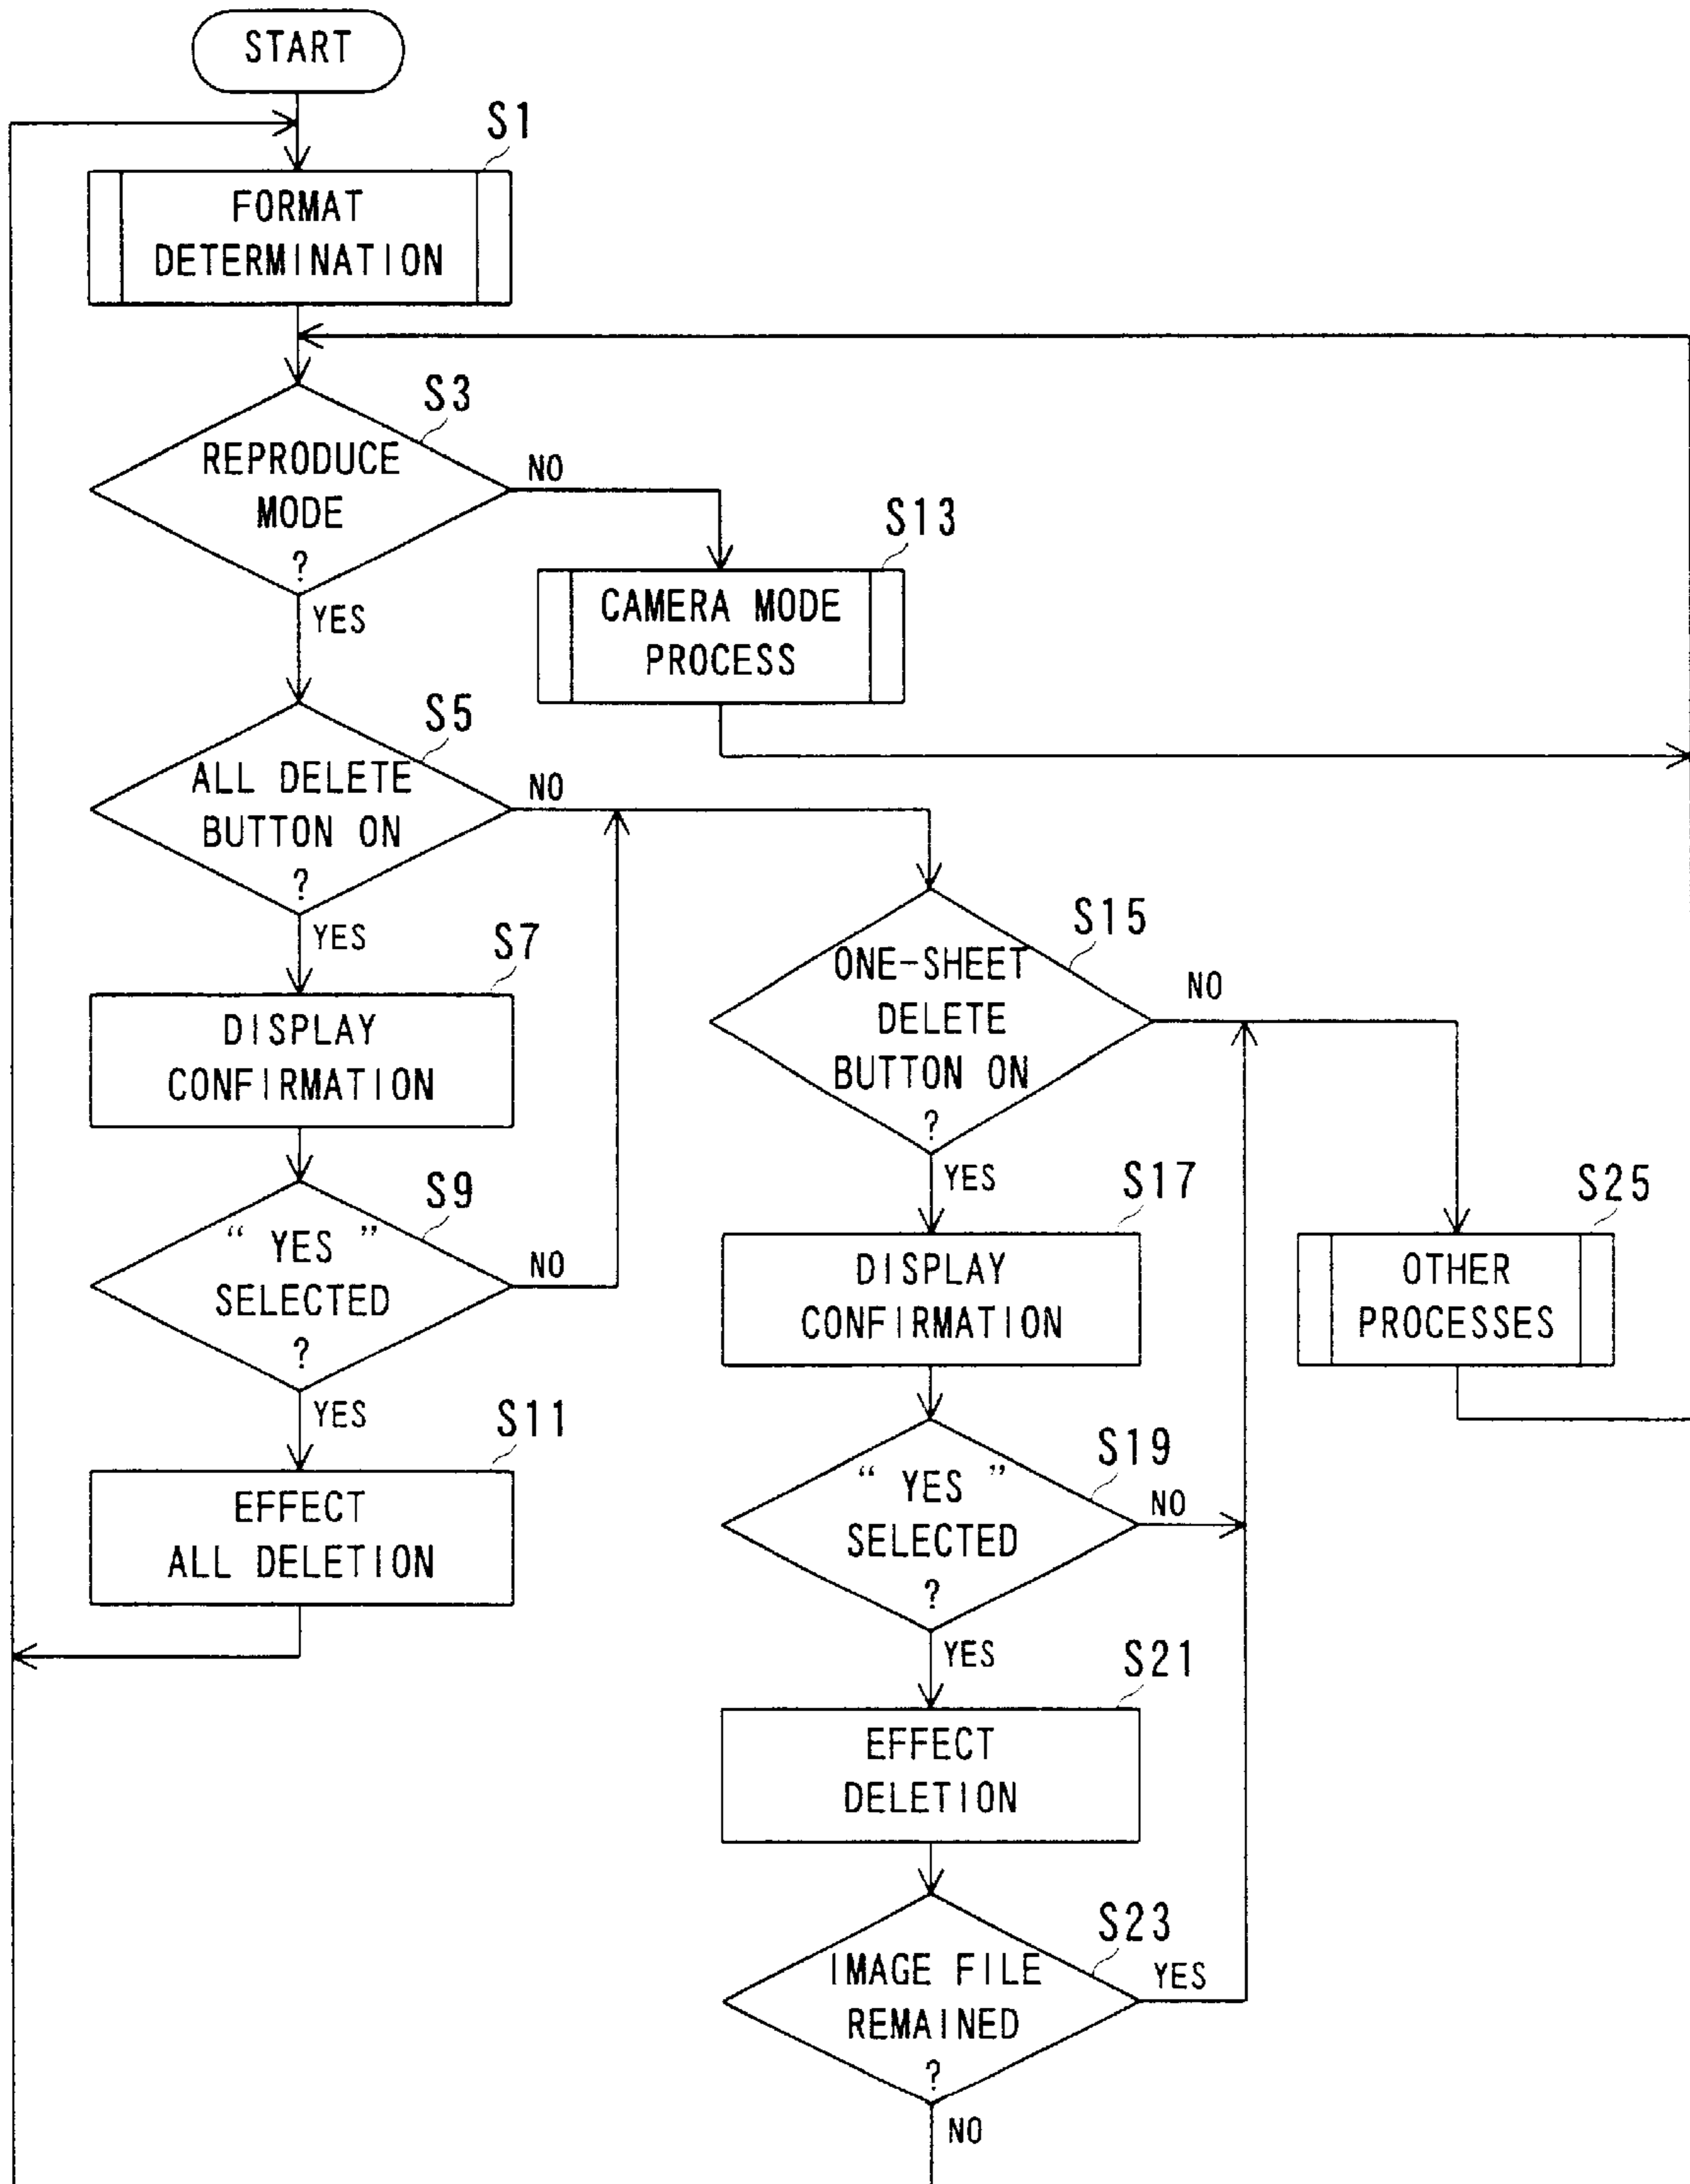 START
S1
FORMAT
DETERMINATION
S3
REPRODUCE
MODE
?
NO
YES
S13
CAMERA MODE
PROCESS
S5
ALL DELETE
BUTTON ON
?
NO
YES
S7
DISPLAY
CONFIRMATION
S9
“ YES ”
SELECTED
?
NO
YES
S11
EFFECT
ALL DELETION
S15
ONE-SHEET
DELETE
BUTTON ON
?
NO
YES
S17
DISPLAY
CONFIRMATION
S19
“ YES ”
SELECTED
?
NO
YES
S21
EFFECT
DELETION
S23
IMAGE FILE
REMAINED
?
YES
NO
S25
OTHER
PROCESSES